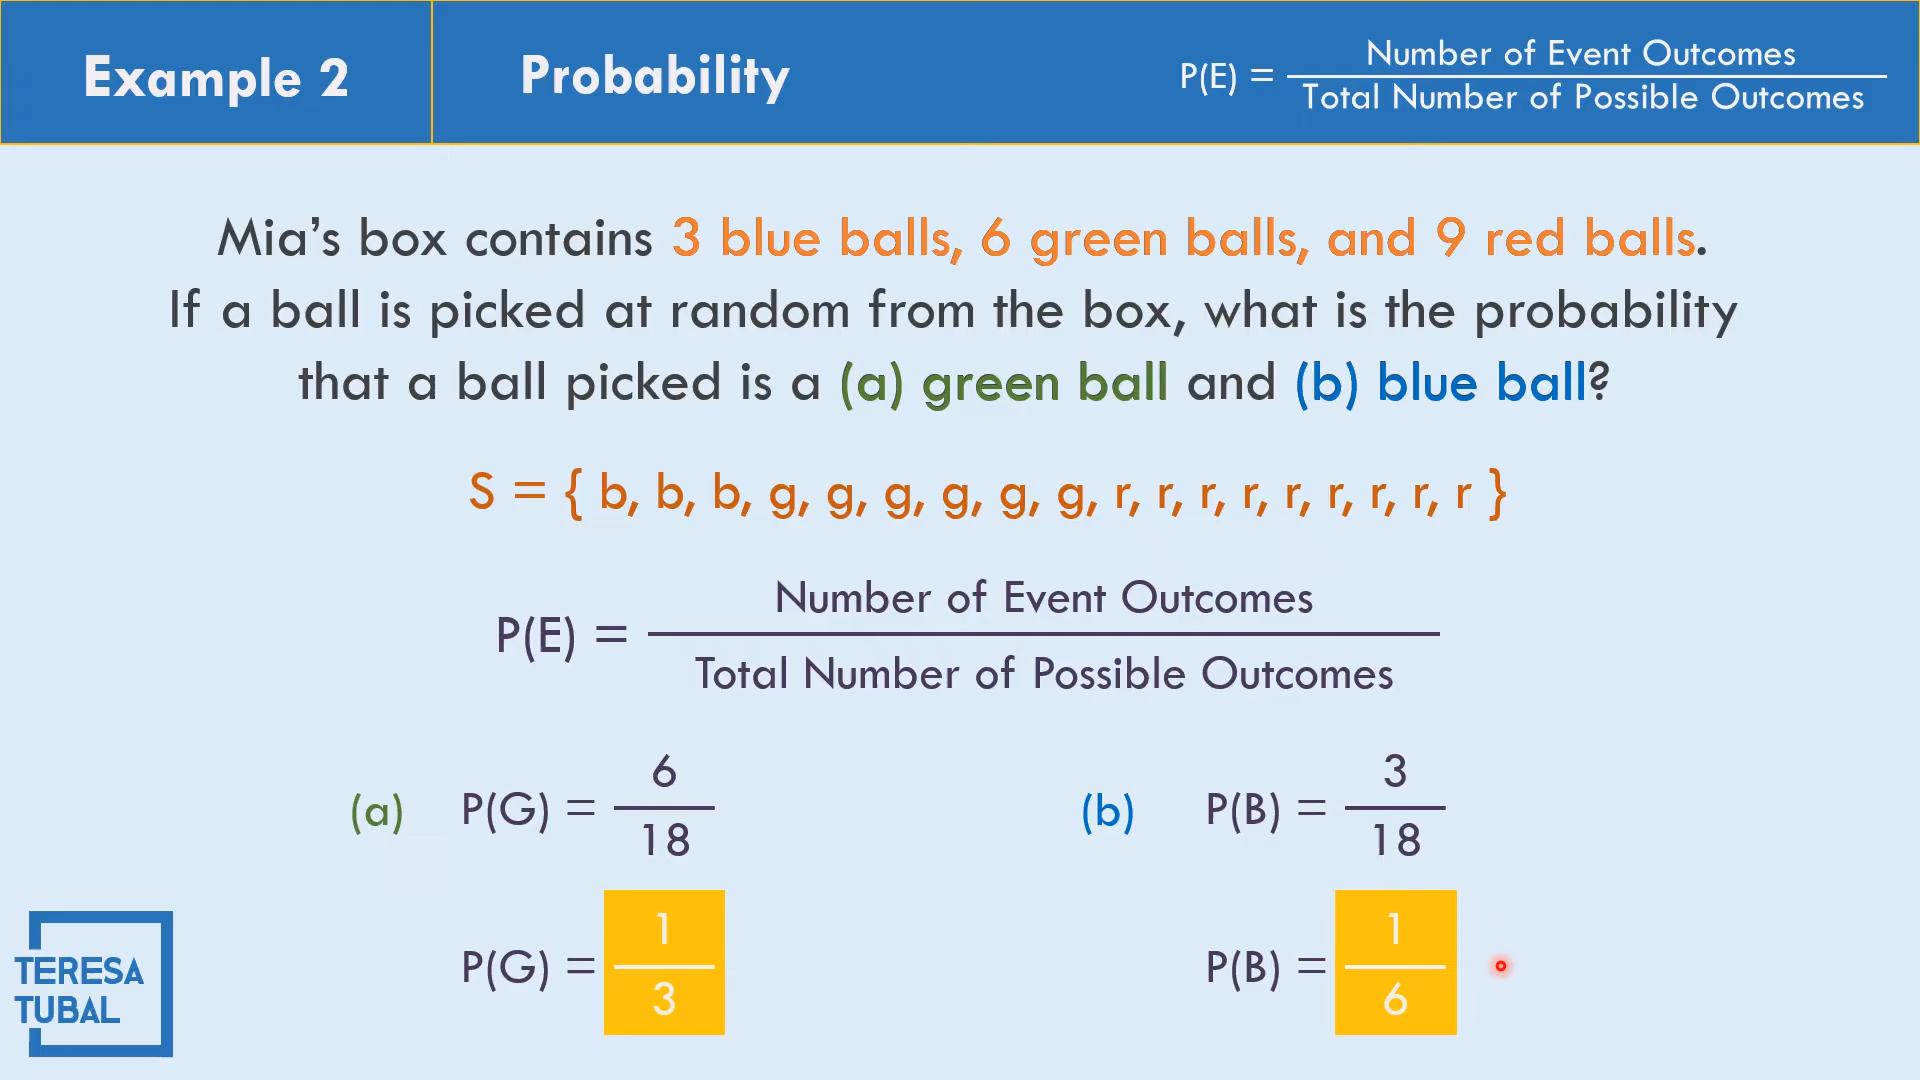 Example 2
Probability
P(E) =
Number of Event Outcomes
Total Number of Possible Outcomes
Mia’s box contains 3 blue balls, 6 green balls, and 9 red balls.
If a ball is picked at random from the box, what is the probability
that a ball picked is a (a) green ball and (b) blue ball?
S = { b, b, b, g, g, g, g, g, g, r, r, r, r, r, r, r, r, r }
P(E) =
Number of Event Outcomes
Total Number of Possible Outcomes
(a) P(G) =
6
18
(b) P(B) =
3
18
P(G) =
1
3
P(B) =
1
6
TERESA
TUBAL